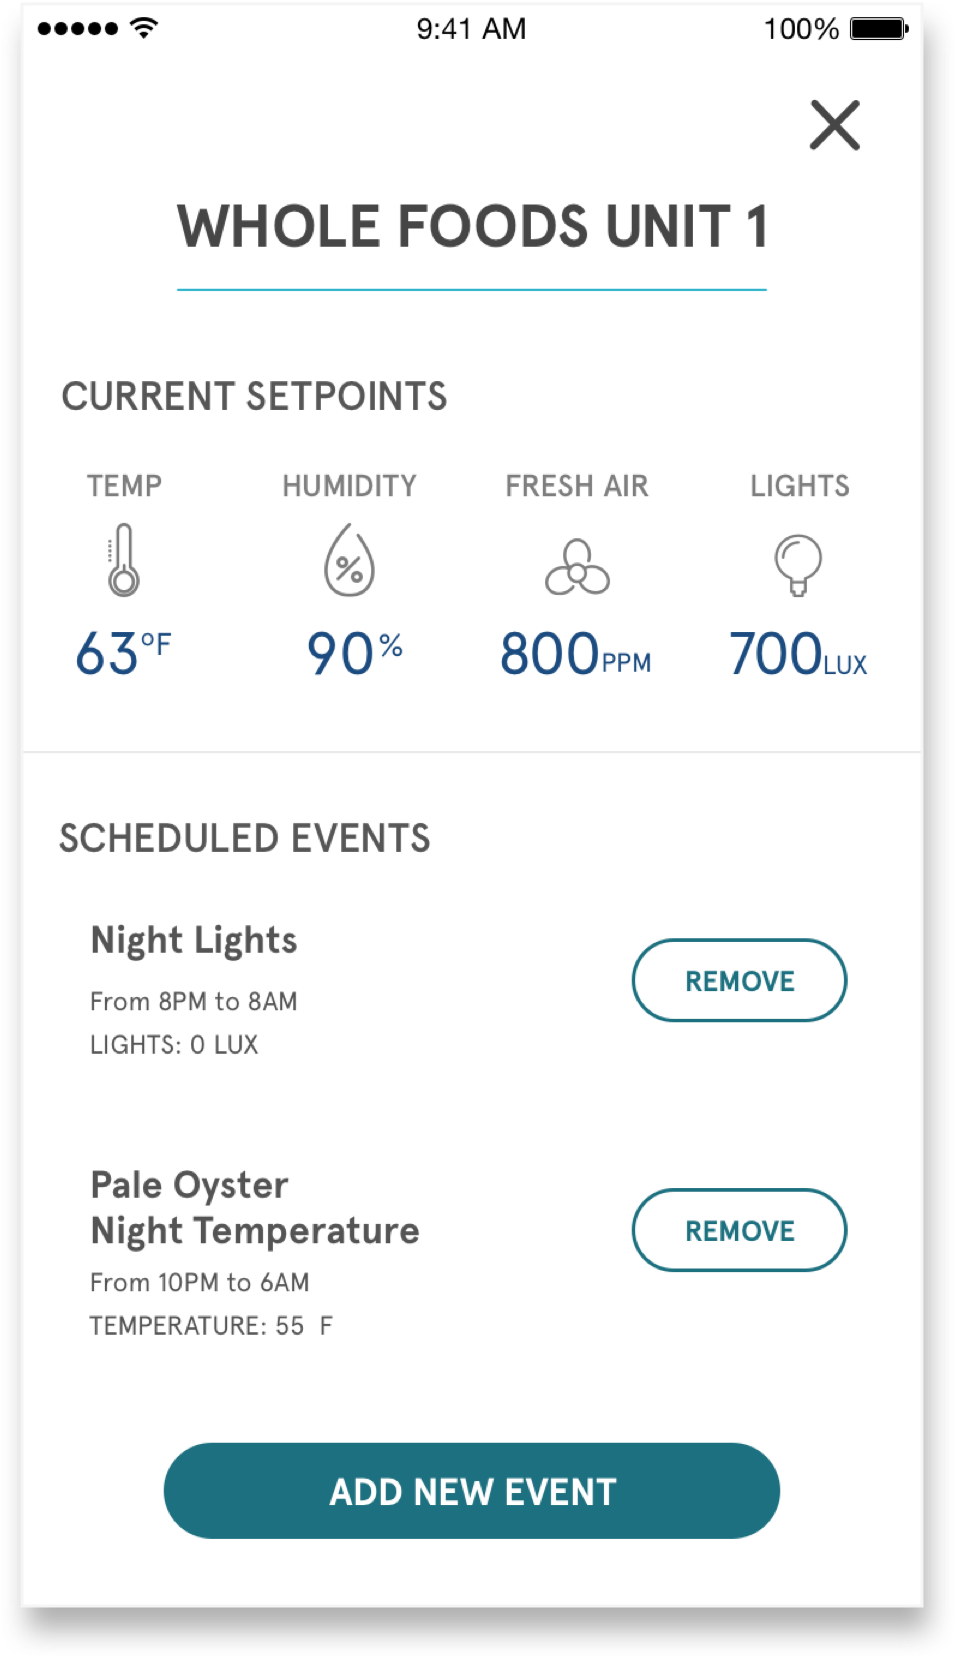 9:41 AM 100%
WHOLE FOODS UNIT 1
CURRENT SETPOINTS
TEMP HUMIDITY FRESH AIR LIGHTS
%
63°F 90% 800PPM 700LUX
SCHEDULED EVENTS
Night Lights
From 8PM to 8AM
LIGHTS: 0 LUX
REMOVE
Pale Oyster
Night Temperature
From 10PM to 6AM
TEMPERATURE: 55 F
REMOVE
ADD NEW EVENT